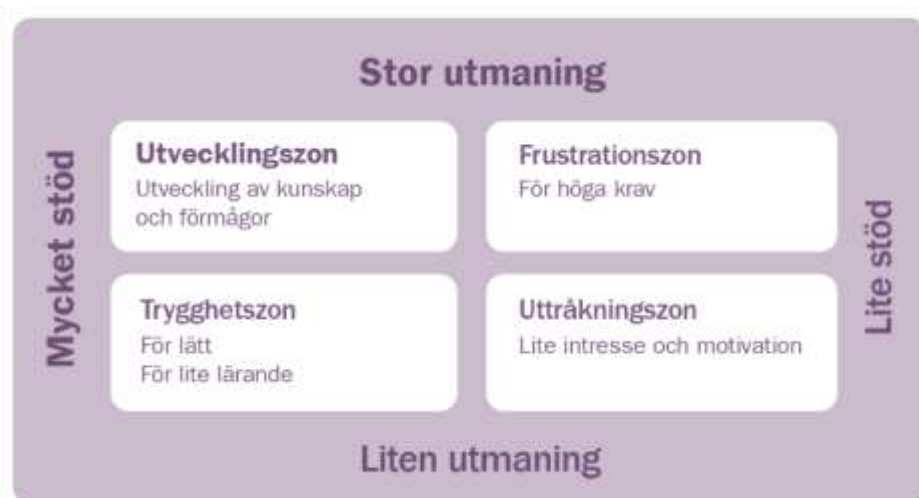 Stor utmaning
Mycket stöd
Utvecklingszon
Utveckling av kunskap
och förmågor
Frustrationszon
För höga krav
Trygghetszon
För lätt
För lite lärande
Uttråkningszon
Lite intresse och motivation
Lite stöd
Liten utmaning